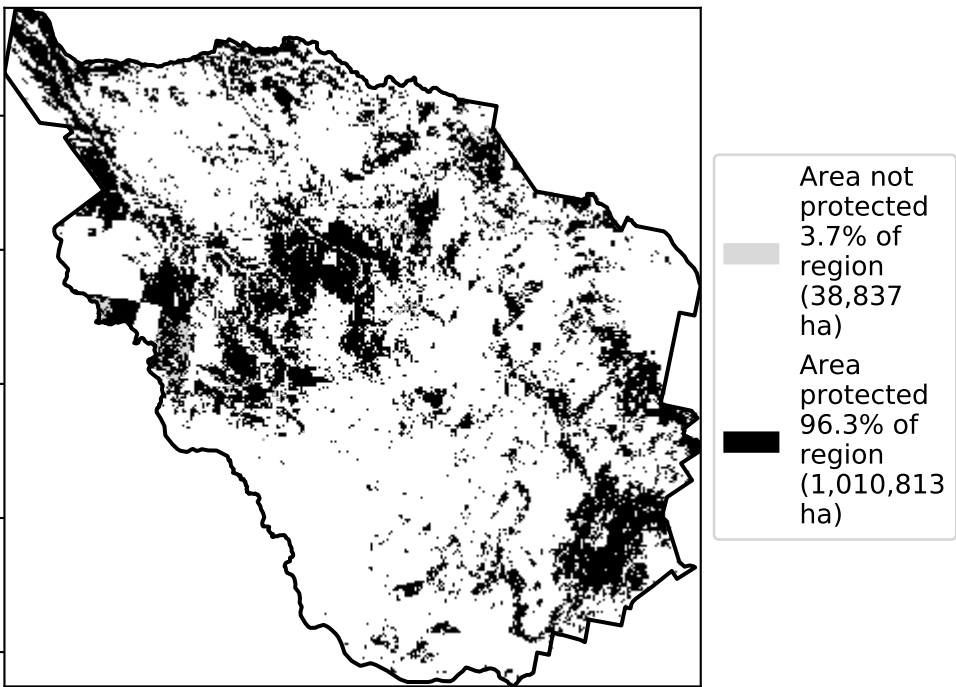 Area not
protected
3.7% of
region
(38,837
ha)
Area
protected
96.3% of
region
(1,010,813
ha)